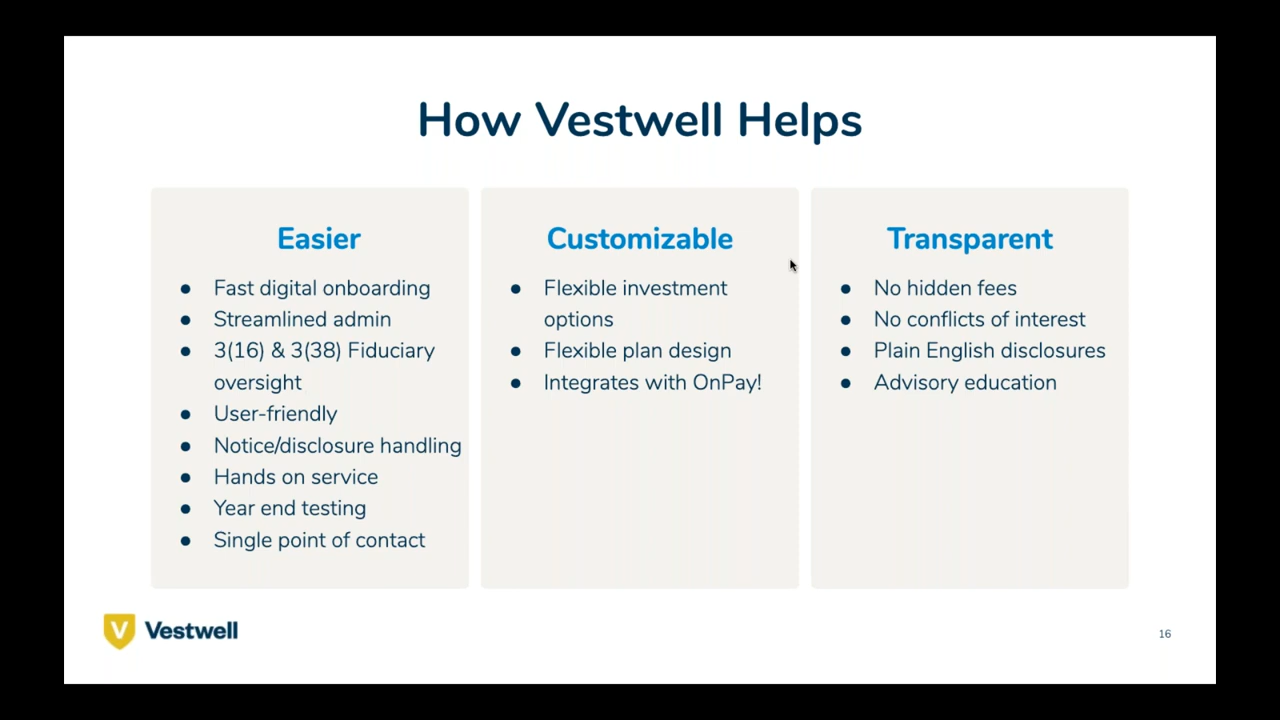 How Vestwell Helps
Easier
● Fast digital onboarding
● Streamlined admin
● 3(16) & 3(38) Fiduciary
oversight
● User-friendly
● Notice/disclosure handling
● Hands on service
● Year end testing
● Single point of contact
Customizable
● Flexible investment
options
● Flexible plan design
● Integrates with OnPay!
Transparent
● No hidden fees
● No conflicts of interest
● Plain English disclosures
● Advisory education
V Vestwell
16